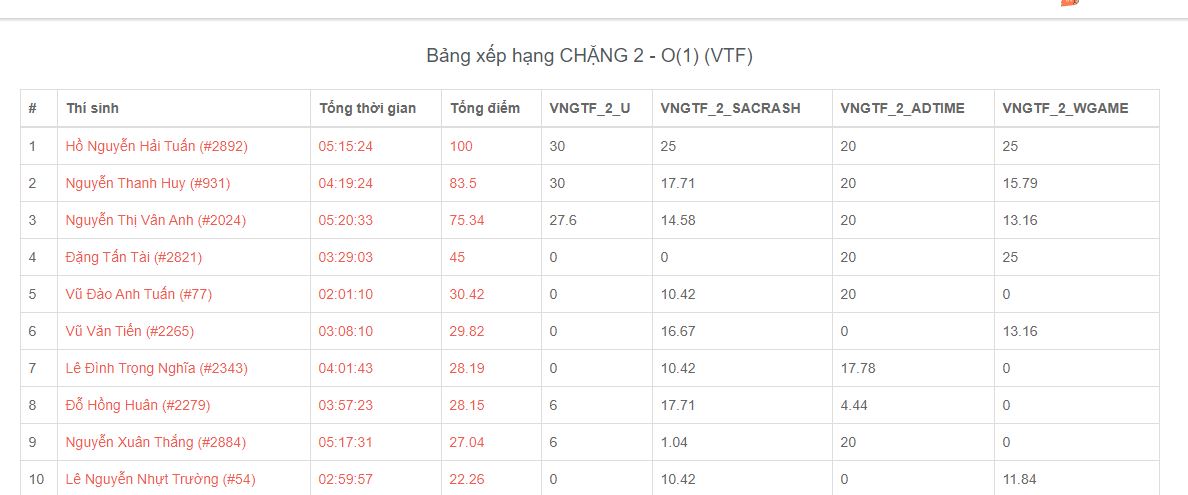 Bảng xếp hạng CHẶNG 2 - O(1) (VTF)
# Thí sinh Tổng thời gian Tổng điểm VNGTF_2_U VNGTF_2_SACRASH VNGTF_2_ADTIME VNGTF_2_WGAME
1 Hồ Nguyễn Hải Tuấn (#2892) 05:15:24 100 30 25 20 25
2 Nguyễn Thanh Huy (#931) 04:19:24 83.5 30 17.71 20 15.79
3 Nguyễn Thị Vân Anh (#2024) 05:20:33 75.34 27.6 14.58 20 13.16
4 Đặng Tấn Tài (#2821) 03:29:03 45 0 0 20 25
5 Vũ Đào Anh Tuấn (#77) 02:01:10 30.42 0 10.42 20 0
6 Vũ Văn Tiến (#2265) 03:08:10 29.82 0 16.67 0 13.16
7 Lê Đình Trọng Nghĩa (#2343) 04:01:43 28.19 0 10.42 17.78 0
8 Đỗ Hồng Huân (#2279) 03:57:23 28.15 6 17.71 4.44 0
9 Nguyễn Xuân Thắng (#2884) 05:17:31 27.04 6 1.04 20 0
10 Lê Nguyễn Nhựt Trường (#54) 02:59:57 22.26 0 10.42 0 11.84